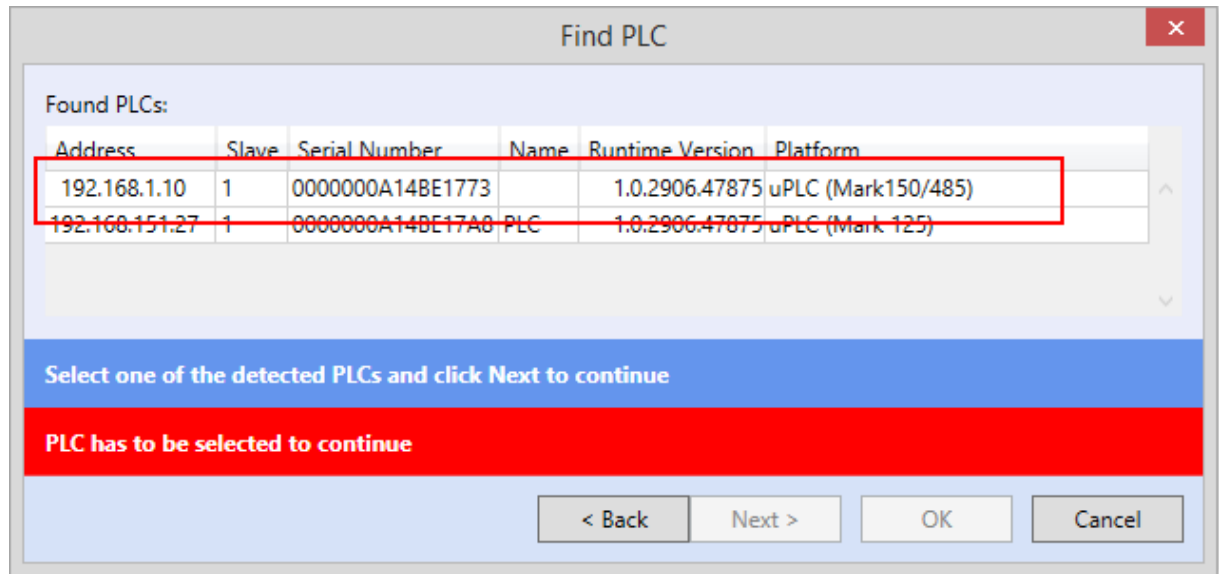 Find PLC
Found PLCs:
Address Slave Serial Number Name Runtime Version Platform
192.168.1.10 1 0000000A14BE1773 1.0.2906.47875 uPLC (Mark150/485)
192.168.151.27 1 0000000A14BE17A8 PLC 1.0.2906.47875 uPLC (Mark 125)
Select one of the detected PLCs and click Next to continue
PLC has to be selected to continue
< Back Next > OK Cancel